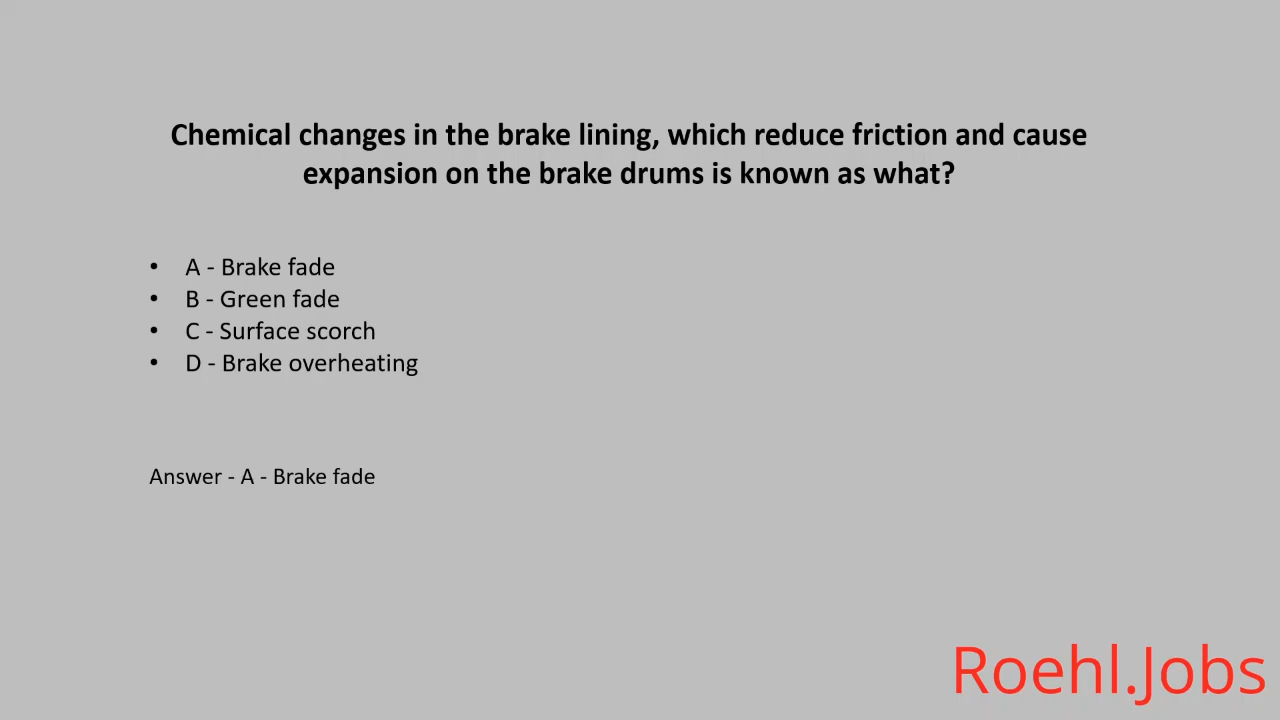 Chemical changes in the brake lining, which reduce friction and cause
expansion on the brake drums is known as what?
• A - Brake fade
• B - Green fade
• C - Surface scorch
• D - Brake overheating
Answer - A - Brake fade
Roehl.Jobs